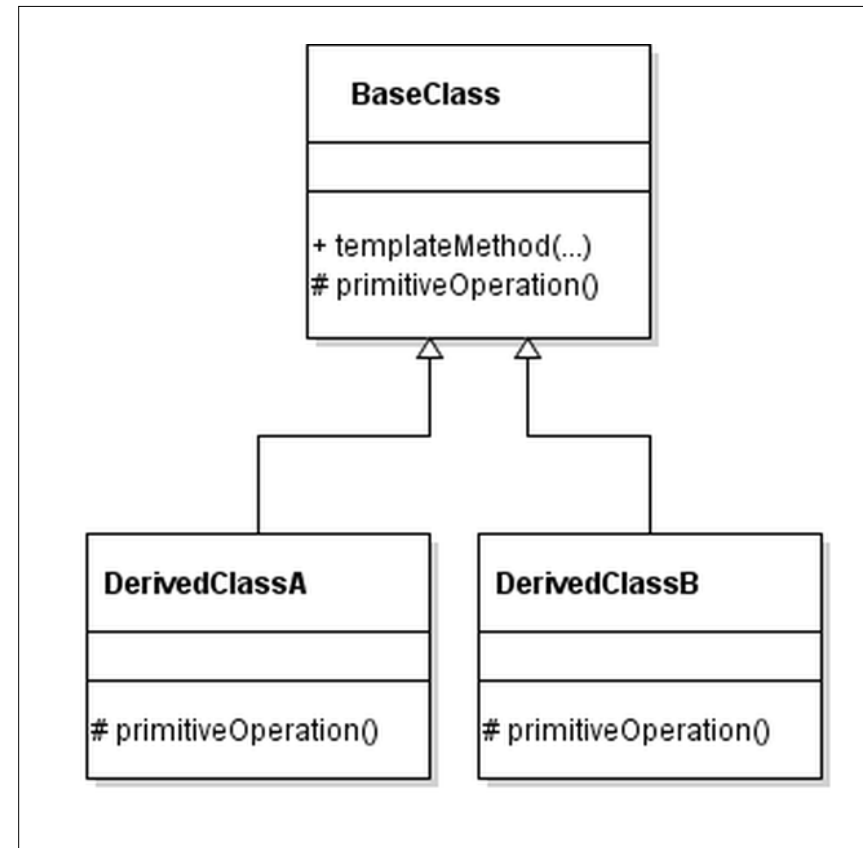 BaseClass
+ templateMethod(...)
# primitiveOperation()
DerivedClassA
# primitiveOperation()
DerivedClassB
# primitiveOperation()